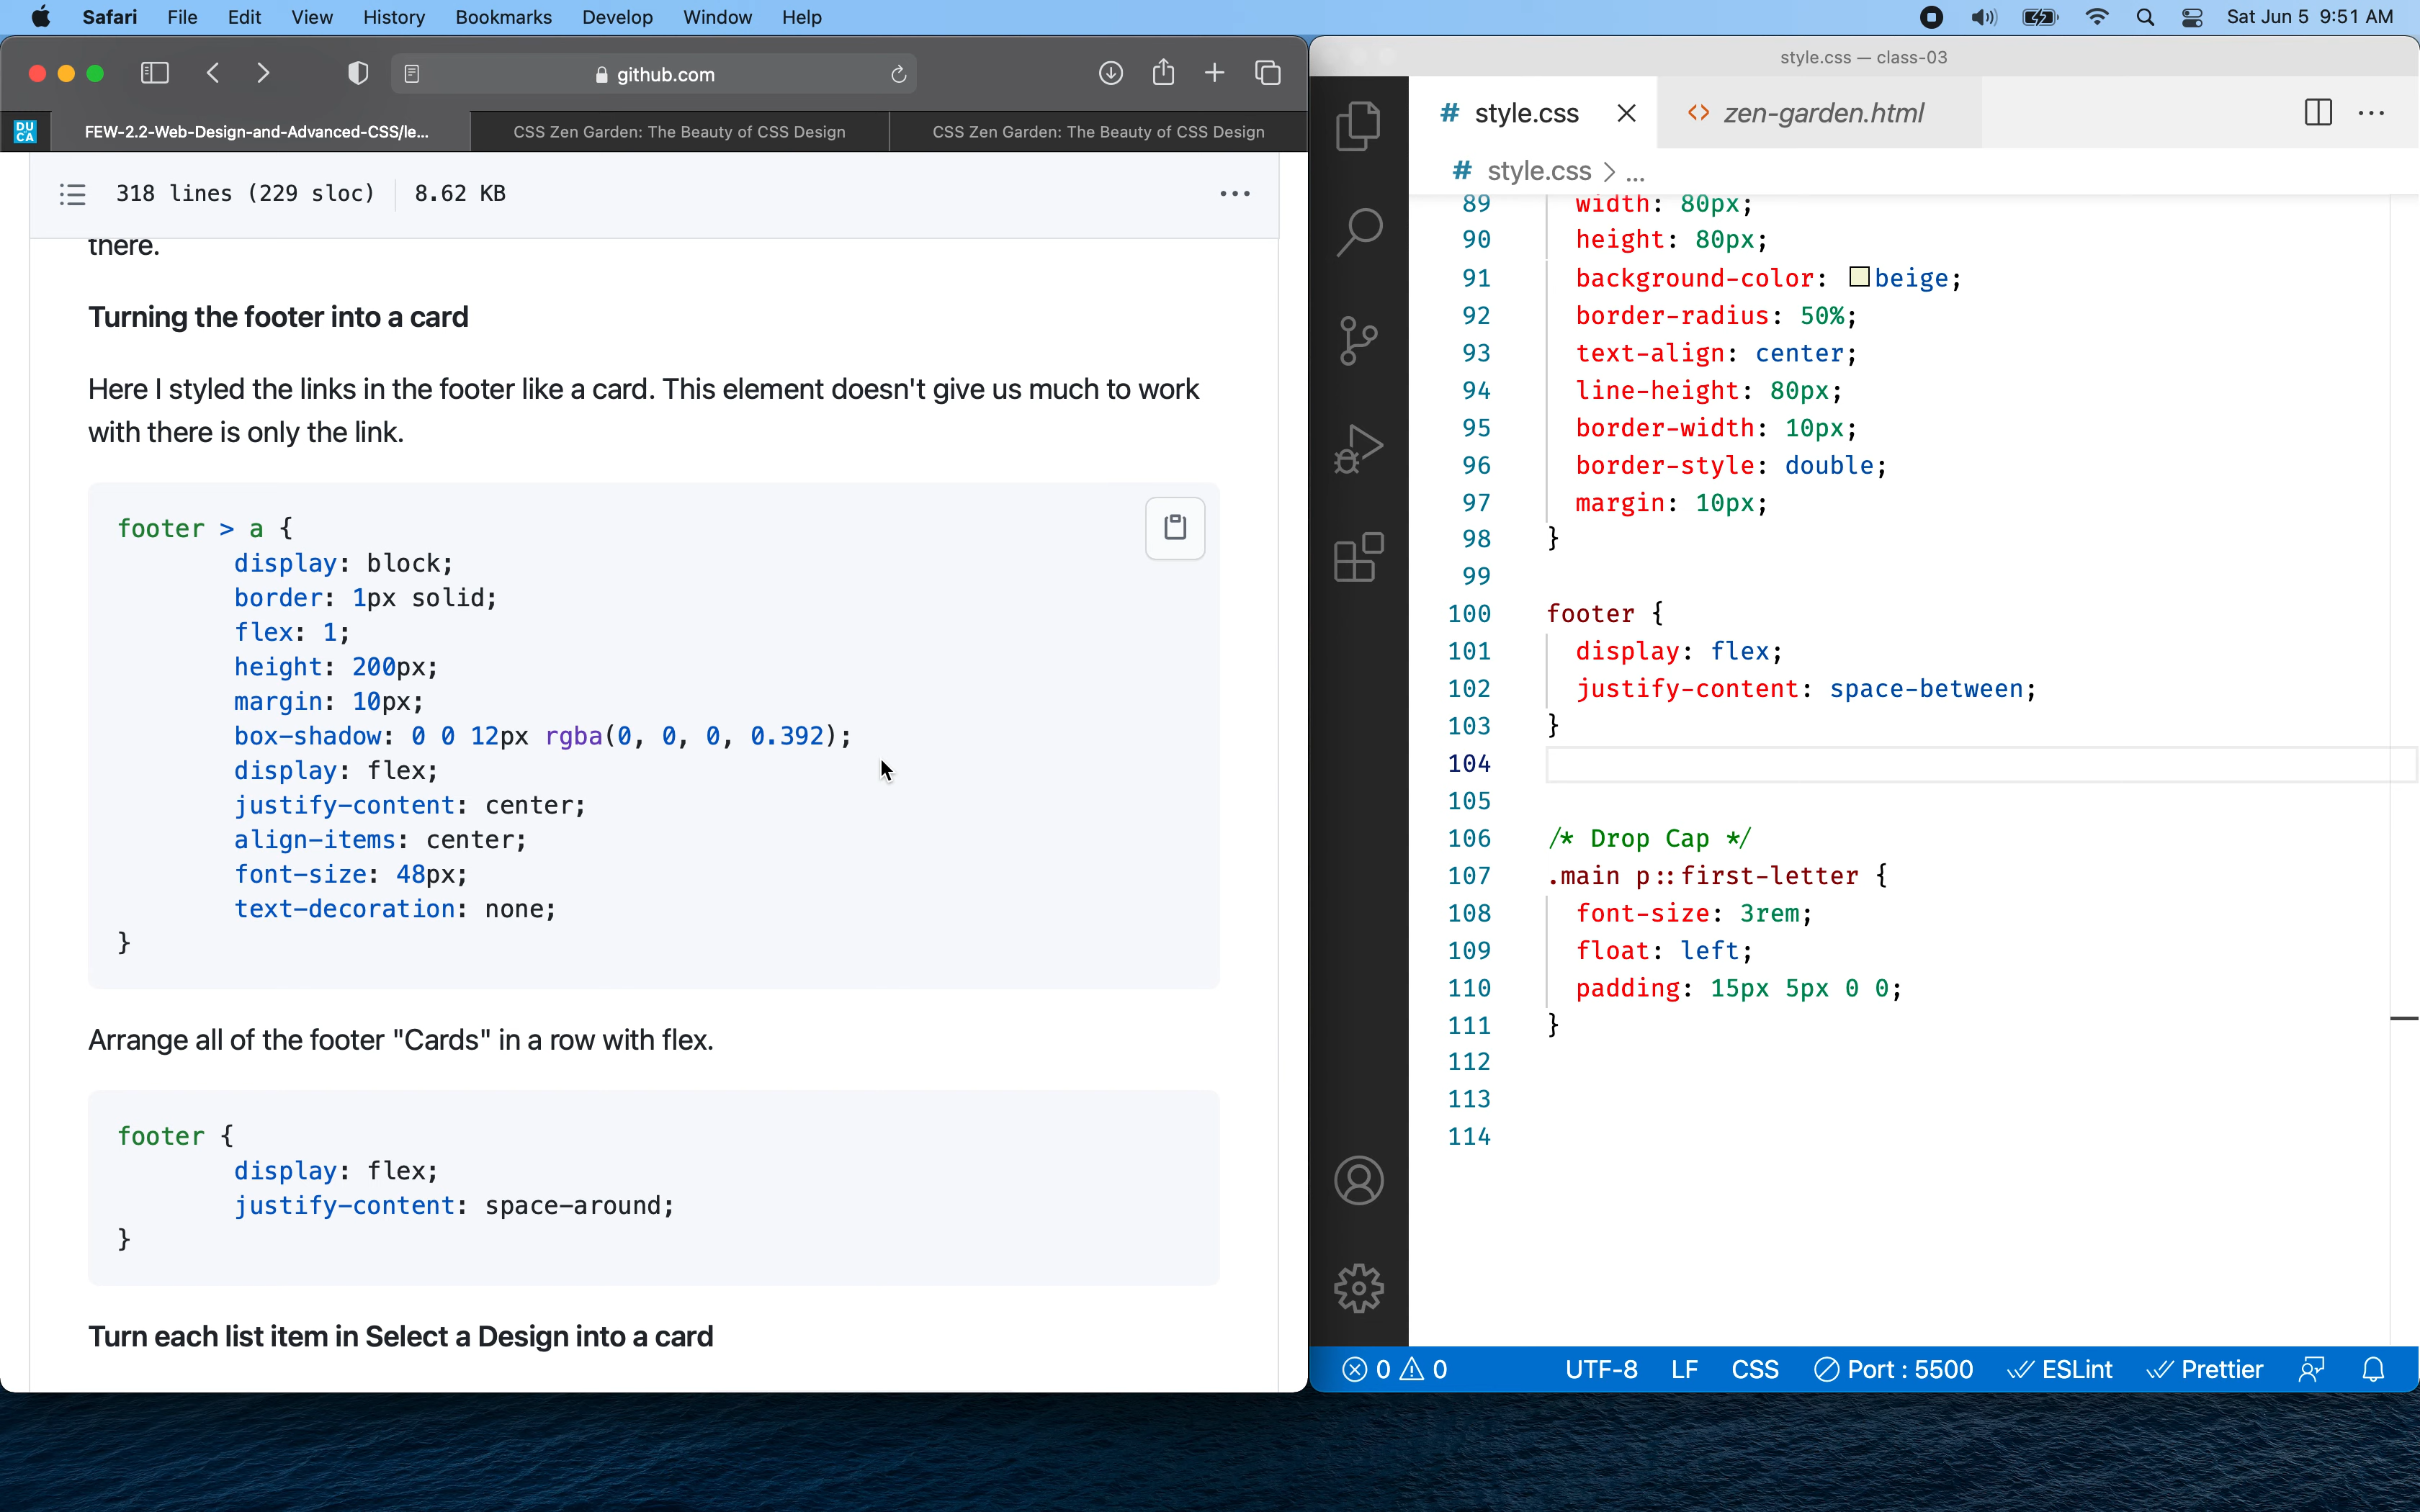 Safari File Edit View History Bookmarks Develop Window Help Sat Jun 5 9:51 AM
github.com
DU CA
FEW-2.2-Web-Design-and-Advanced-CSS/le... CSS Zen Garden: The Beauty of CSS Design CSS Zen Garden: The Beauty of CSS Design
318 lines (229 sloc) 8.62 KB
there.
Turning the footer into a card
Here I styled the links in the footer like a card. This element doesn't give us much to work
with there is only the link.
footer > a {
display: block;
border: 1px solid;
flex: 1;
height: 200px;
margin: 10px;
box-shadow: 0 0 12px rgba(0, 0, 0, 0.392);
display: flex;
justify-content: center;
align-items: center;
font-size: 48px;
text-decoration: none;
}
Arrange all of the footer "Cards" in a row with flex.
footer {
display: flex;
justify-content: space-around;
}
Turn each list item in Select a Design into a card
style.css — class-03
# style.css <> zen-garden.html
# style.css > ...
89 width: 80px;
90 height: 80px;
91 background-color: beige;
92 border-radius: 50%;
93 text-align: center;
94 line-height: 80px;
95 border-width: 10px;
96 border-style: double;
97 margin: 10px;
98 }
99
100 footer {
101 display: flex;
102 justify-content: space-between;
103 }
104
105
106 /* Drop Cap */
107 .main p::first-letter {
108 font-size: 3rem;
109 float: left;
110 padding: 15px 5px 0 0;
111 }
112
113
114
0 0 UTF-8 LF CSS Port : 5500 ESLint Prettier